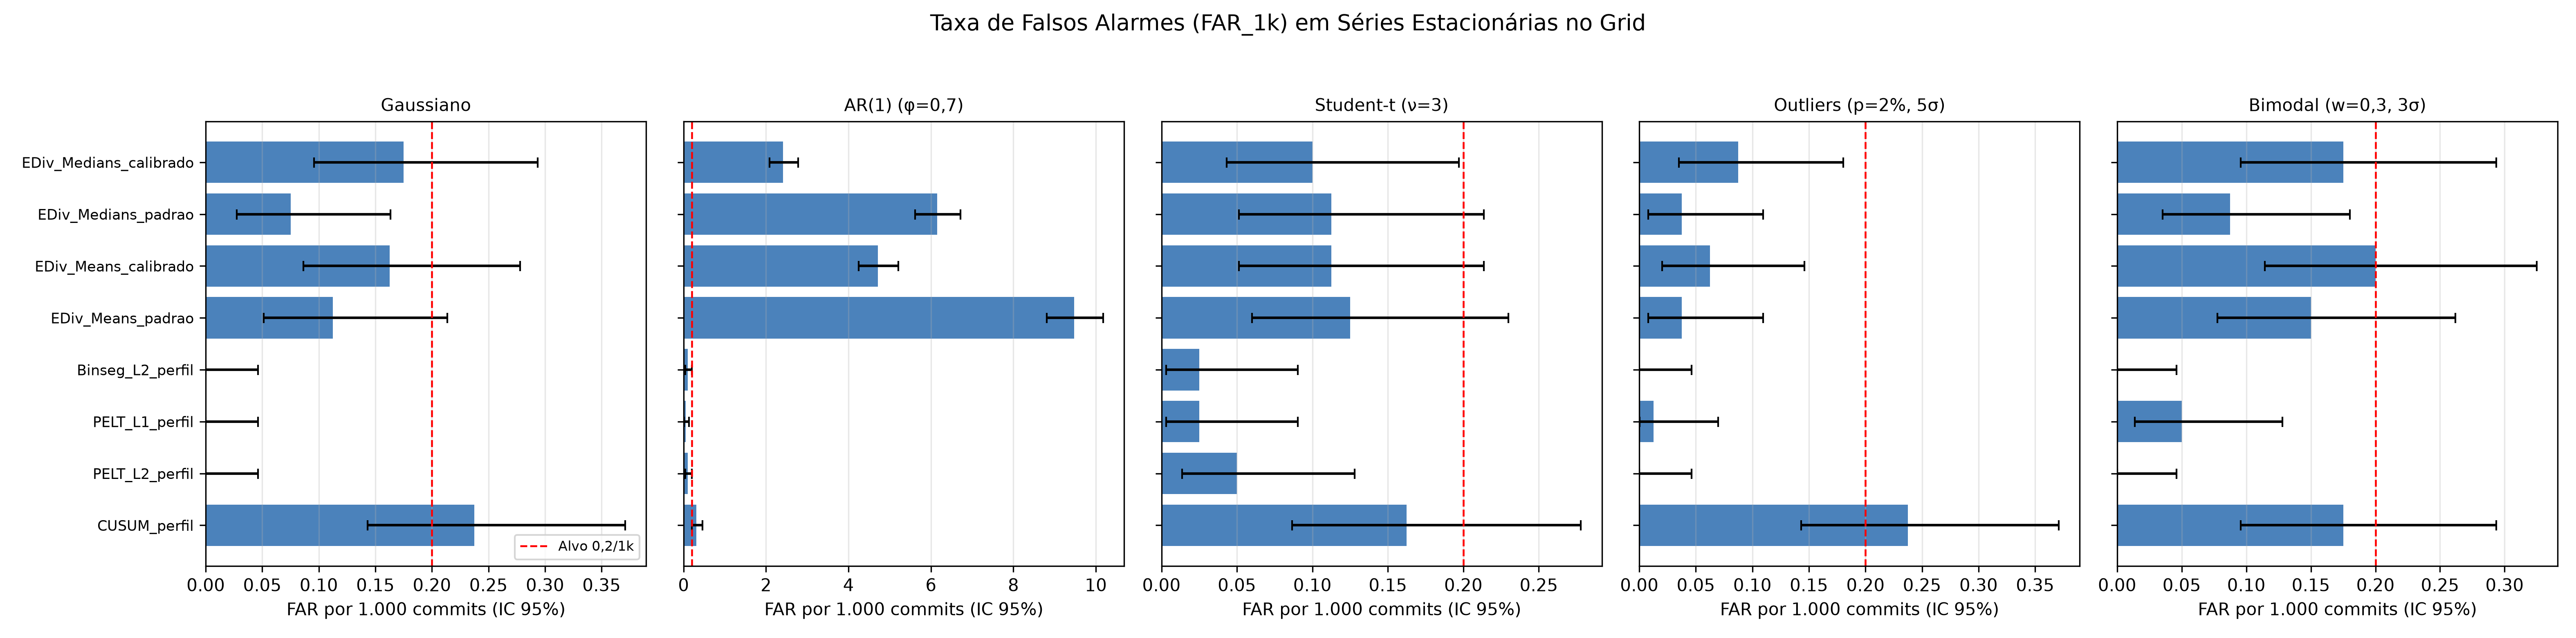 Taxa de Falsos Alarmes (FAR_1k) em Séries Estacionárias no Grid
Gaussiano
EDiv_Medians_calibrado
EDiv_Medians_padrao
EDiv_Means_calibrado
EDiv_Means_padrao
Binseg_L2_perfil
PELT_L1_perfil
PELT_L2_perfil
CUSUM_perfil
Alvo 0,2/1k
0.00 0.05 0.10 0.15 0.20 0.25 0.30 0.35
FAR por 1.000 commits (IC 95%)
AR(1) (φ=0,7)
0 2 4 6 8 10
FAR por 1.000 commits (IC 95%)
Student-t (ν=3)
0.00 0.05 0.10 0.15 0.20 0.25
FAR por 1.000 commits (IC 95%)
Outliers (p=2%, 5σ)
0.00 0.05 0.10 0.15 0.20 0.25 0.30 0.35
FAR por 1.000 commits (IC 95%)
Bimodal (w=0,3, 3σ)
0.00 0.05 0.10 0.15 0.20 0.25 0.30
FAR por 1.000 commits (IC 95%)